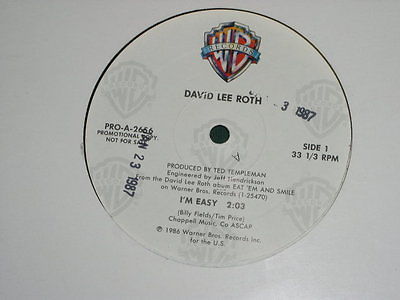 WB
RECORDS
DAVID LEE ROTH
3 1987
PRO-A-2656
PROMOTIONAL COPY
NOT FOR SALE
N 23 1987
SIDE 1
33 1/3 RPM
PRODUCED BY TED TEMPLEMAN
Engineered by Jeff Hendrickson
From the David Lee Roth album EAT 'EM AND SMILE
on Warner Bros. Records (1-25470)
I'M EASY 2:03
(Billy Fields/Tim Price)
Chappell Music, Co ASCAP
℗ 1986 Warner Bros. Records Inc.
for the U.S.